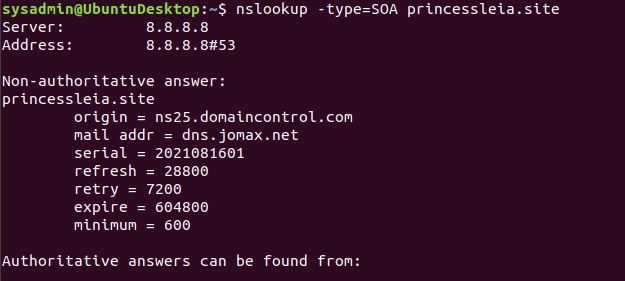 sysadmin@UbuntuDesktop:~$ nslookup -type=SOA princessleia.site
Server:         8.8.8.8
Address:        8.8.8.8#53

Non-authoritative answer:
princessleia.site
        origin = ns25.domaincontrol.com
        mail addr = dns.jomax.net
        serial = 2021081601
        refresh = 28800
        retry = 7200
        expire = 604800
        minimum = 600

Authoritative answers can be found from: